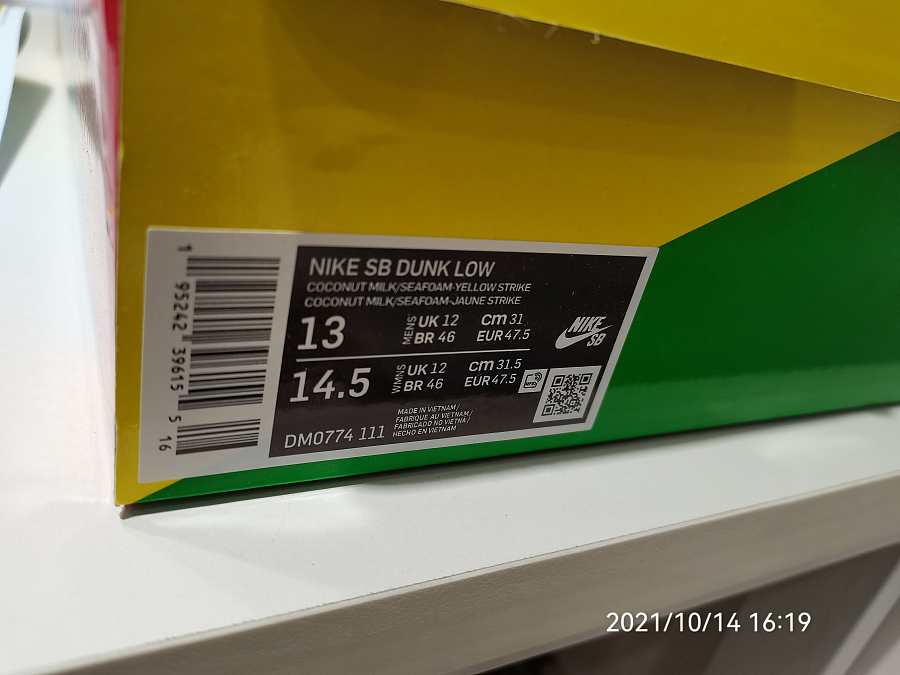 NIKE SB DUNK LOW
COCONUT MILK/SEAFOAM-YELLOW STRIKE
COCONUT MILK/SEAFOAM-JAUNE STRIKE
13 MENS' UK 12 cm 31
BR 46 EUR 47.5
NIKE SB
14.5 WMNS UK 12 cm 31.5
BR 46 EUR 47.5
MADE IN VIETNAM/
FABRIQUE AU VIETNAM/
FABRICADO NO VIETNA/
HECHO EN VIETNAM
DM0774 111
1 95242 39615 5 16
2021/10/14 16:19